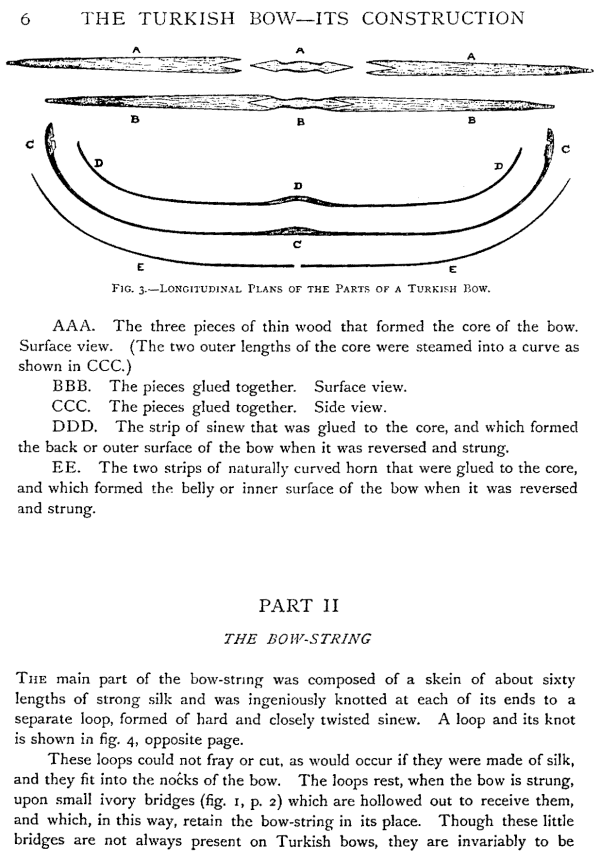 6 THE TURKISH BOW—ITS CONSTRUCTION
A A A
B B B
C C
D D D
C
E E
FIG. 3.—LONGITUDINAL PLANS OF THE PARTS OF A TURKISH BOW.
AAA. The three pieces of thin wood that formed the core of the bow.
Surface view. (The two outer lengths of the core were steamed into a curve as
shown in CCC.)
BBB. The pieces glued together. Surface view.
CCC. The pieces glued together. Side view.
DDD. The strip of sinew that was glued to the core, and which formed
the back or outer surface of the bow when it was reversed and strung.
EE. The two strips of naturally curved horn that were glued to the core,
and which formed the belly or inner surface of the bow when it was reversed
and strung.
PART II
THE BOW-STRING
THE main part of the bow-string was composed of a skein of about sixty
lengths of strong silk and was ingeniously knotted at each of its ends to a
separate loop, formed of hard and closely twisted sinew. A loop and its knot
is shown in fig. 4, opposite page.
These loops could not fray or cut, as would occur if they were made of silk,
and they fit into the nocks of the bow. The loops rest, when the bow is strung,
upon small ivory bridges (fig. 1, p. 2) which are hollowed out to receive them,
and which, in this way, retain the bow-string in its place. Though these little
bridges are not always present on Turkish bows, they are invariably to be